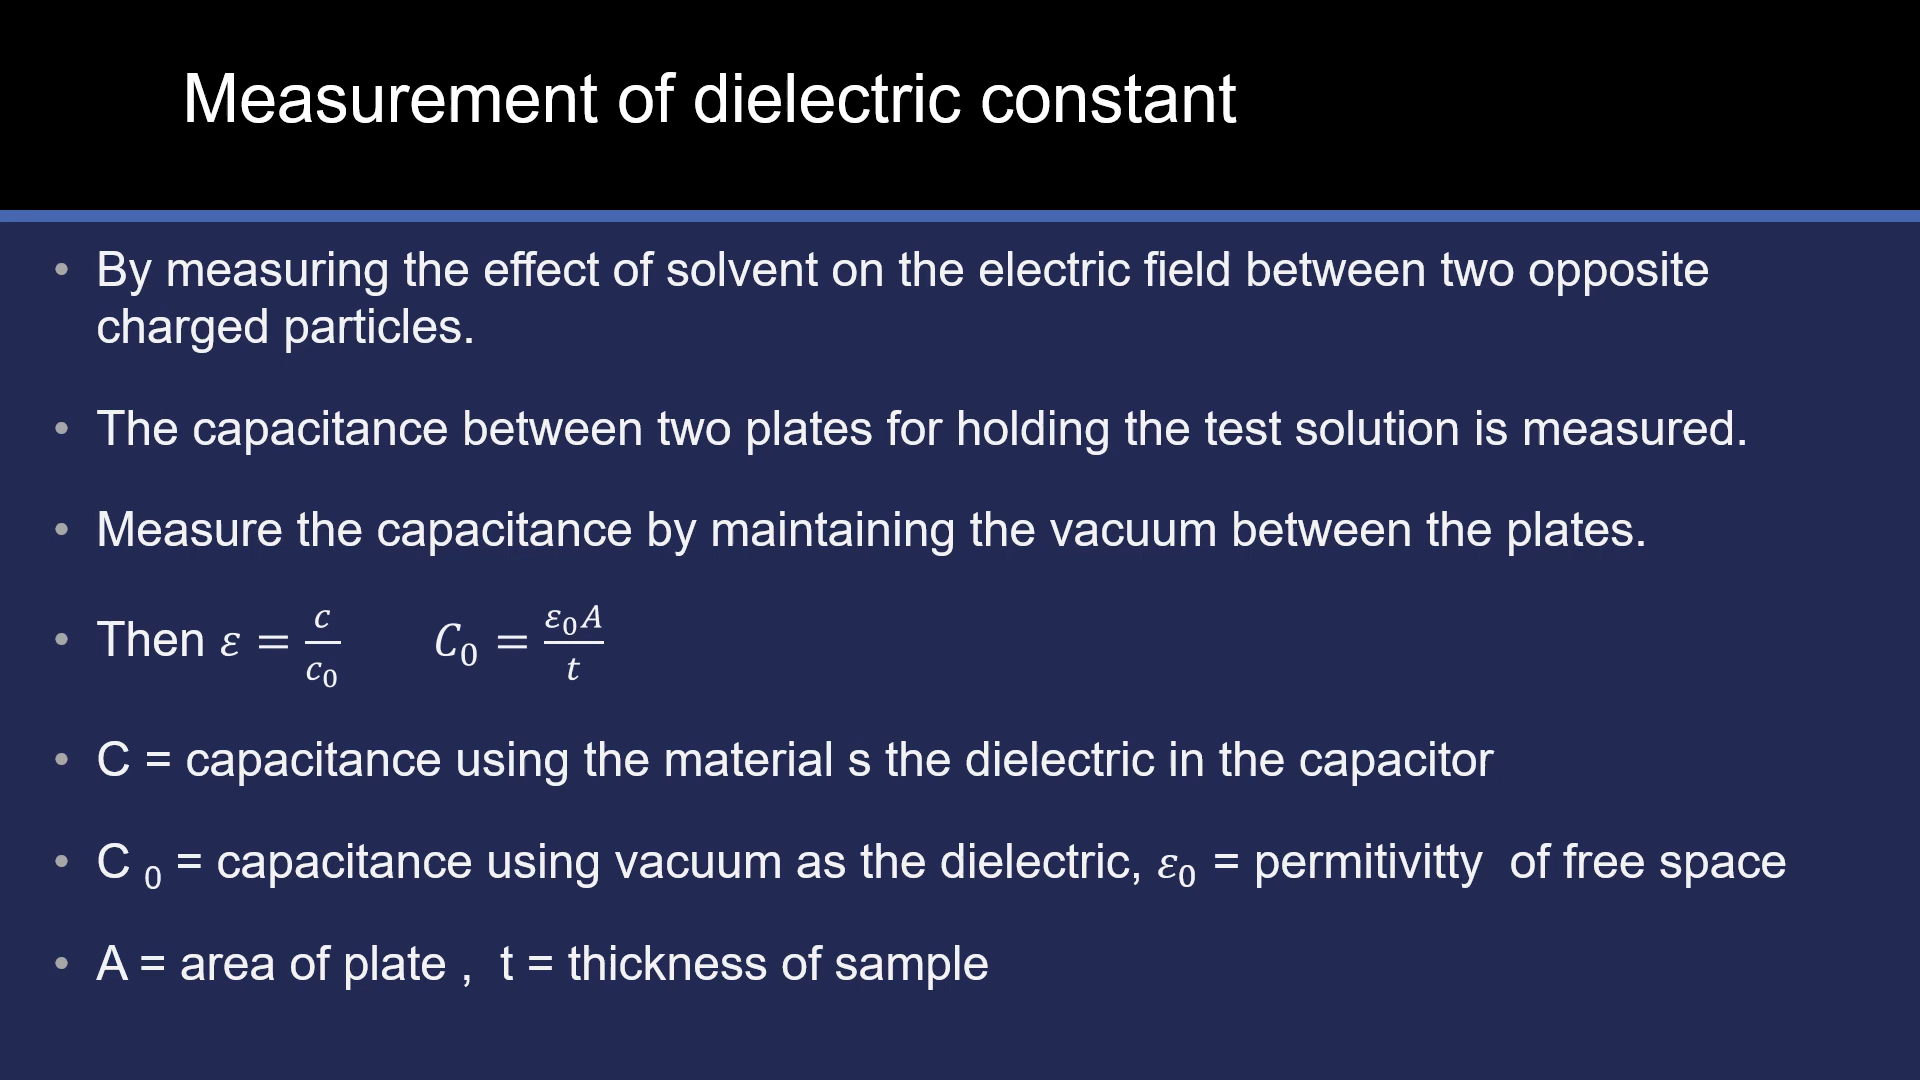 Measurement of dielectric constant
• By measuring the effect of solvent on the electric field between two opposite
charged particles.
• The capacitance between two plates for holding the test solution is measured.
• Measure the capacitance by maintaining the vacuum between the plates.
• Then ε = c/c₀ C₀ = ε₀A/t
• C = capacitance using the material s the dielectric in the capacitor
• C ₀ = capacitance using vacuum as the dielectric, ε₀ = permitivitty of free space
• A = area of plate , t = thickness of sample